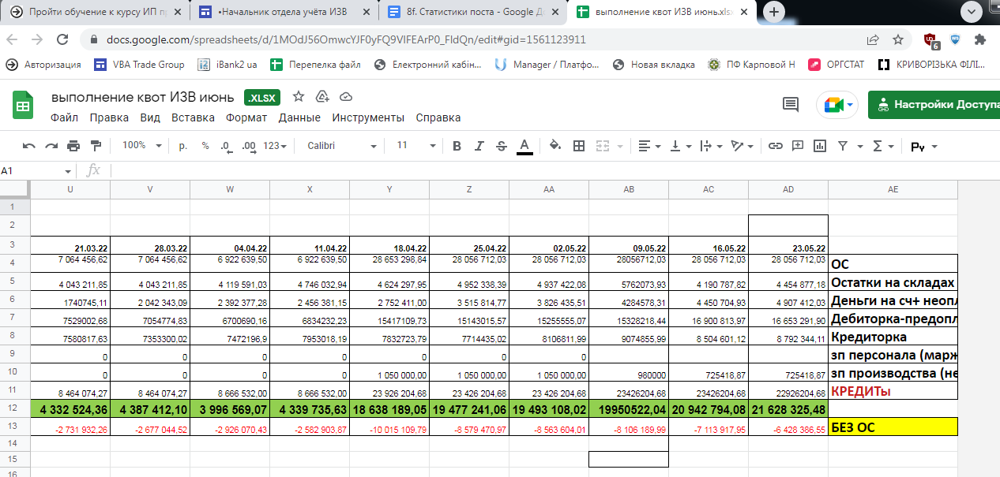 Пройти обучение к курсу ИП п
•Начальник отдела учёта ИЗВ
8f. Статистики поста - Google Д
выполнение квот ИЗВ июнь.xls
docs.google.com/spreadsheets/d/1MOdJ56OmwcYJF0yFQ9VIFEArP0_FIdQn/edit#gid=1561123911
6
Авторизация VBA Trade Group iBank2 ua Перепелка файл Електронний кабін... Manager / Платфо... Новая вкладка ПФ Карповой Н ОРГСТАТ КРИВОРІЗЬКА ФІЛІ...
выполнение квот ИЗВ июнь .XLSX
Файл Правка Вид Вставка Формат Данные Инструменты Справка
Настройки Доступа
100% р. % .0 .00 123 Calibri 11 B I S A Σ Ру
A1 fx
U V W X Y Z AA AB AC AD AE
1
2
3 21.03.22 28.03.22 04.04.22 11.04.22 18.04.22 25.04.22 02.05.22 09.05.22 16.05.22 23.05.22
4 7 064 456,62 7 064 456,62 6 922 639,50 6 922 639,50 28 653 298,84 28 056 712,03 28 056 712,03 28056712,03 28 056 712,03 28 056 712,03 ОС
5 4 043 211,85 4 043 211,85 4 119 591,03 4 746 032,94 4 624 297,95 4 952 338,39 4 937 422,08 5762073,93 4 190 787,82 4 454 877,18 Остатки на складах
6 1740745,11 2 042 343,09 2 392 377,28 2 456 381,15 2 752 411,00 3 515 814,77 3 826 435,51 4284578,31 4 450 704,93 4 907 412,03 Деньги на сч+ неопл
7 7529002,68 7054774,83 6700690,16 6834232,23 15417109,73 15143015,57 15255555,07 15328218,44 16 900 813,97 16 653 291,90 Дебиторка-предопл
8 7580817,63 7353300,02 7472196,9 7953018,19 7832723,79 7714435,02 8106811,99 9074855,99 8 504 601,12 8 792 344,11 Кредиторка
9 0 0 0 0 0 0 0 зп персонала (марж
10 0 0 0 0 1 050 000,00 1 050 000,00 1 050 000,00 980000 725418,87 725418,87 зп производства (не
11 8 464 074,27 8 464 074,27 8 666 532,00 8 666 532,00 23 926 204,68 23 426 204,68 23 426 204,68 23426204,68 23426204,68 22926204,68 КРЕДИТы
12 4 332 524,36 4 387 412,10 3 996 569,07 4 339 735,63 18 638 189,05 19 477 241,06 19 493 108,02 19950522,04 20 942 794,08 21 628 325,48
13 -2 731 932,26 -2 677 044,52 -2 926 070,43 -2 582 903,87 -10 015 109,79 -8 579 470,97 -8 563 604,01 -8 106 189,99 -7 113 917,95 -6 428 386,55 БЕЗ ОС
14
15
16